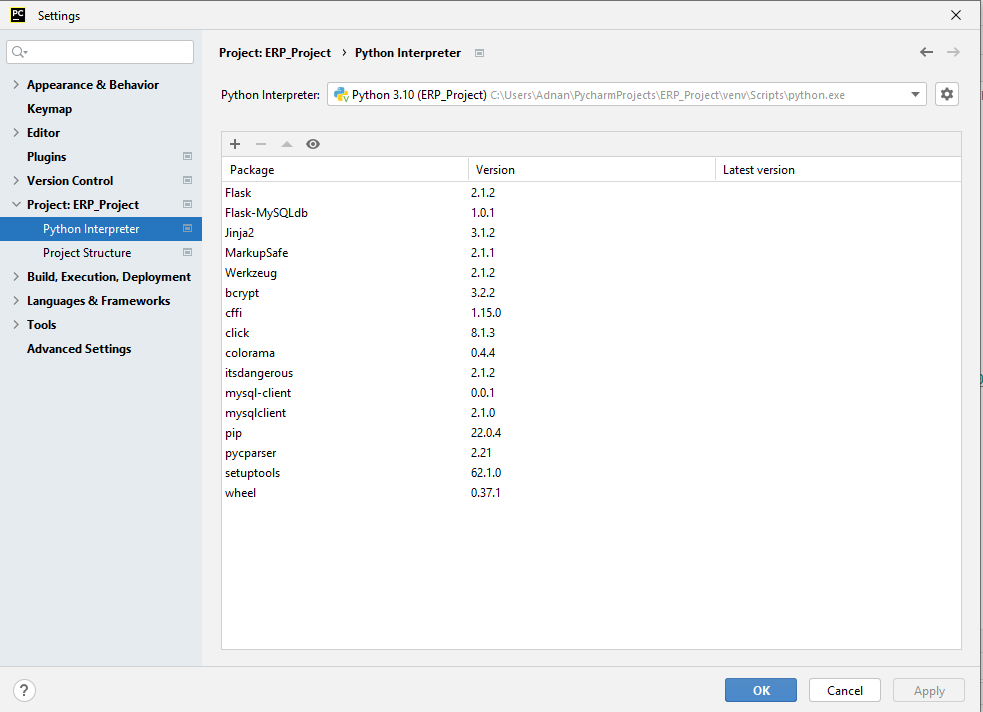 PC Settings
Appearance & Behavior
Keymap
Editor
Plugins
Version Control
Project: ERP_Project
Python Interpreter
Project Structure
Build, Execution, Deployment
Languages & Frameworks
Tools
Advanced Settings
Project: ERP_Project › Python Interpreter
Python Interpreter: Python 3.10 (ERP_Project) C:\Users\Adnan\PycharmProjects\ERP_Project\venv\Scripts\python.exe
Package Version Latest version
Flask 2.1.2
Flask-MySQLdb 1.0.1
Jinja2 3.1.2
MarkupSafe 2.1.1
Werkzeug 2.1.2
bcrypt 3.2.2
cffi 1.15.0
click 8.1.3
colorama 0.4.4
itsdangerous 2.1.2
mysql-client 0.0.1
mysqlclient 2.1.0
pip 22.0.4
pycparser 2.21
setuptools 62.1.0
wheel 0.37.1
? OK Cancel Apply